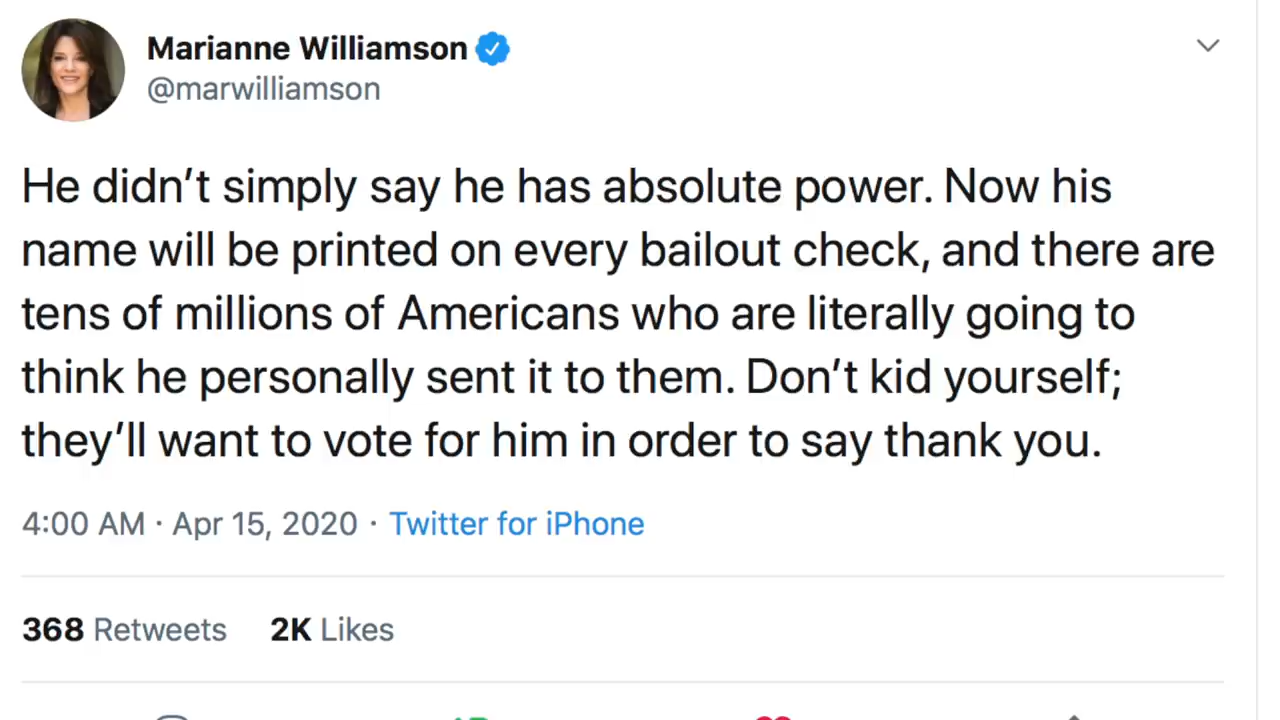 Marianne Williamson
@marwilliamson
He didn’t simply say he has absolute power. Now his
name will be printed on every bailout check, and there are
tens of millions of Americans who are literally going to
think he personally sent it to them. Don’t kid yourself;
they’ll want to vote for him in order to say thank you.
4:00 AM · Apr 15, 2020 · Twitter for iPhone
368 Retweets 2K Likes